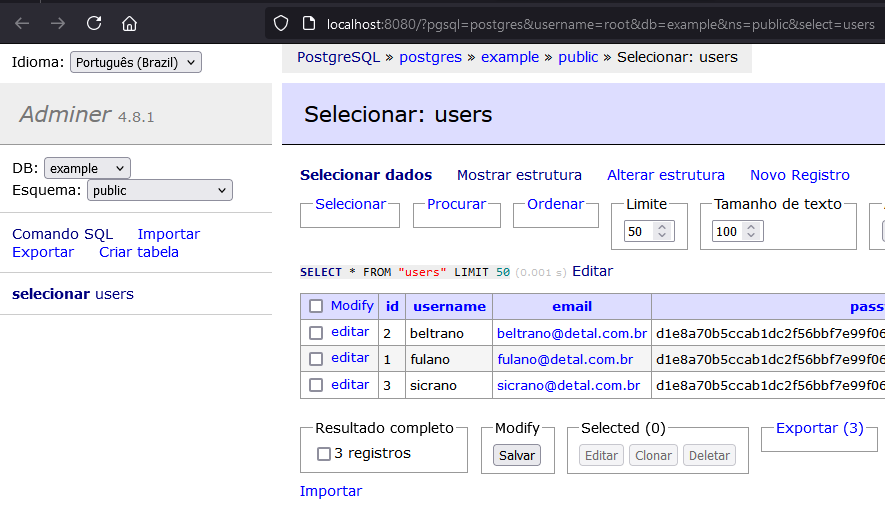 localhost:8080/?pgsql=postgres&username=root&db=example&ns=public&select=users
Idioma: Português (Brazil)
PostgreSQL » postgres » example » public » Selecionar: users
Adminer 4.8.1
Selecionar: users
DB: example
Esquema: public
Selecionar dados Mostrar estrutura Alterar estrutura Novo Registro
Selecionar Procurar Ordenar Limite Tamanho de texto
50 100
Comando SQL Importar
Exportar Criar tabela
SELECT * FROM "users" LIMIT 50 (0.001 s) Editar
selecionar users
Modify id username email pass
editar 2 beltrano beltrano@detal.com.br d1e8a70b5ccab1dc2f56bbf7e99f06
editar 1 fulano fulano@detal.com.br d1e8a70b5ccab1dc2f56bbf7e99f06
editar 3 sicrano sicrano@detal.com.br d1e8a70b5ccab1dc2f56bbf7e99f06
Resultado completo Modify Selected (0) Exportar (3)
3 registros Salvar Editar Clonar Deletar
Importar